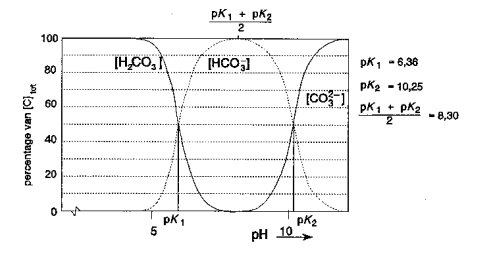 pK₁ + pK₂
2
100
80
60
40
20
0
percentage van [C]tot
[H₂CO₃]
[HCO₃⁻]
[CO₃²⁻]
pK₁ = 6,36
pK₂ = 10,25
pK₁ + pK₂
2
= 8,30
pK₁
pK₂
5
pH →
10